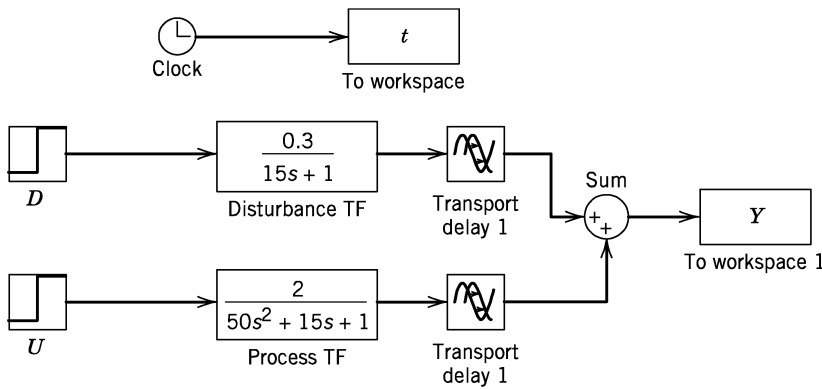 t
Clock
To workspace
0.3
15s + 1
D
Disturbance TF
Transport
delay 1
Sum
+
+
Y
To workspace 1
2
50s² + 15s + 1
U
Process TF
Transport
delay 1